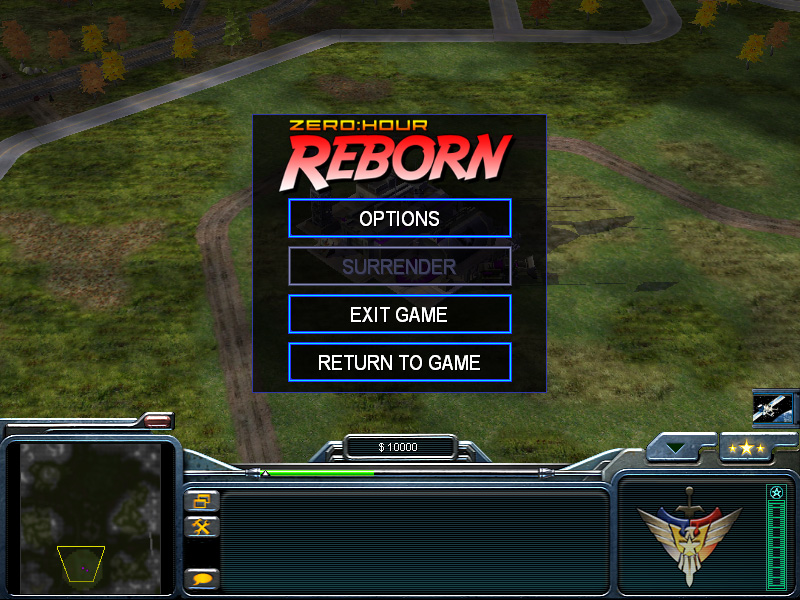 ZERO:HOUR
REBORN
OPTIONS
SURRENDER
EXIT GAME
RETURN TO GAME
$ 10000